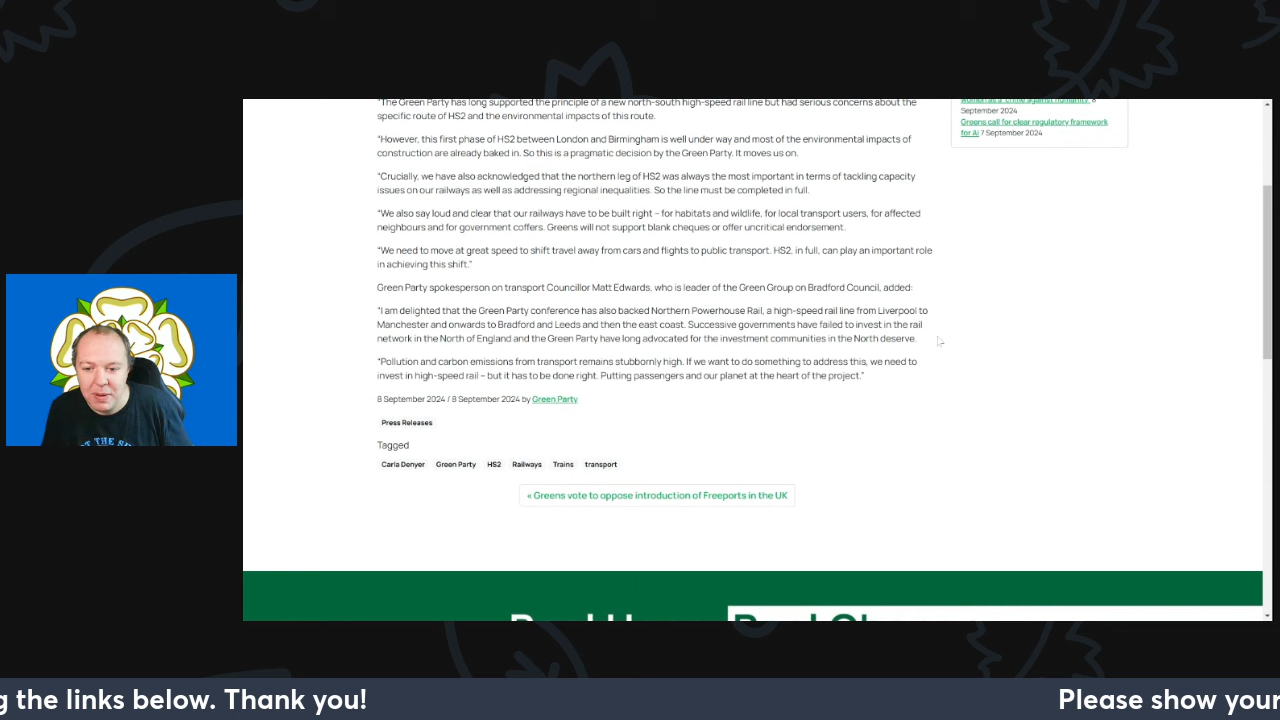 "The Green Party has long supported the principle of a new north-south high-speed rail line but had serious concerns about the
specific route of HS2 and the environmental impacts of this route.
"However, this first phase of HS2 between London and Birmingham is well under way and most of the environmental impacts of
construction are already baked in. So this is a pragmatic decision by the Green Party. It moves us on.
"Crucially, we have also acknowledged that the northern leg of HS2 was always the most important in terms of tackling capacity
issues on our railways as well as addressing regional inequalities. So the line must be completed in full.
"We also say loud and clear that our railways have to be built right – for habitats and wildlife, for local transport users, for affected
neighbours and for government coffers. Greens will not support blank cheques or offer uncritical endorsement.
"We need to move at great speed to shift travel away from cars and flights to public transport. HS2, in full, can play an important role
in achieving this shift."
Green Party spokesperson on transport Councillor Matt Edwards, who is leader of the Green Group on Bradford Council, added:
"I am delighted that the Green Party conference has also backed Northern Powerhouse Rail, a high-speed rail line from Liverpool to
Manchester and onwards to Bradford and Leeds and then the east coast. Successive governments have failed to invest in the rail
network in the North of England and the Green Party have long advocated for the investment communities in the North deserve.
"Pollution and carbon emissions from transport remains stubbornly high. If we want to do something to address this, we need to
invest in high-speed rail – but it has to be done right. Putting passengers and our planet at the heart of the project."
8 September 2024 / 8 September 2024 by Green Party
Press Releases
Tagged
Carla Denyer Green Party HS2 Railways Trains transport
« Greens vote to oppose introduction of Freeports in the UK
women as a 'crime against humanity' 8
September 2024
Greens call for clear regulatory framework
for Ai 7 September 2024
g the links below. Thank you!
Please show your